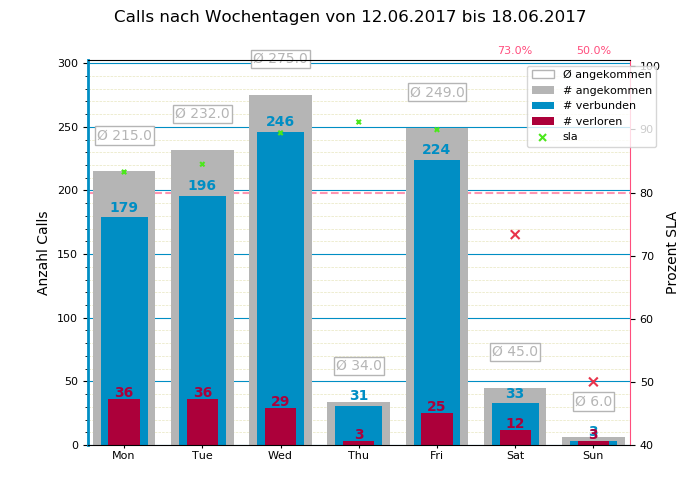 Calls nach Wochentagen von 12.06.2017 bis 18.06.2017
73.0% 50.0%
Ø 275.0
Ø 249.0
Ø 232.0
Ø 215.0
Ø 34.0
Ø 45.0
Ø 6.0
Ø angekommen
# angekommen
# verbunden
# verloren
sla
179
196
246
31
224
33
3
36
36
29
3
25
12
3
Anzahl Calls
300
250
200
150
100
50
0
Prozent SLA
100
90
80
70
60
50
40
Mon Tue Wed Thu Fri Sat Sun